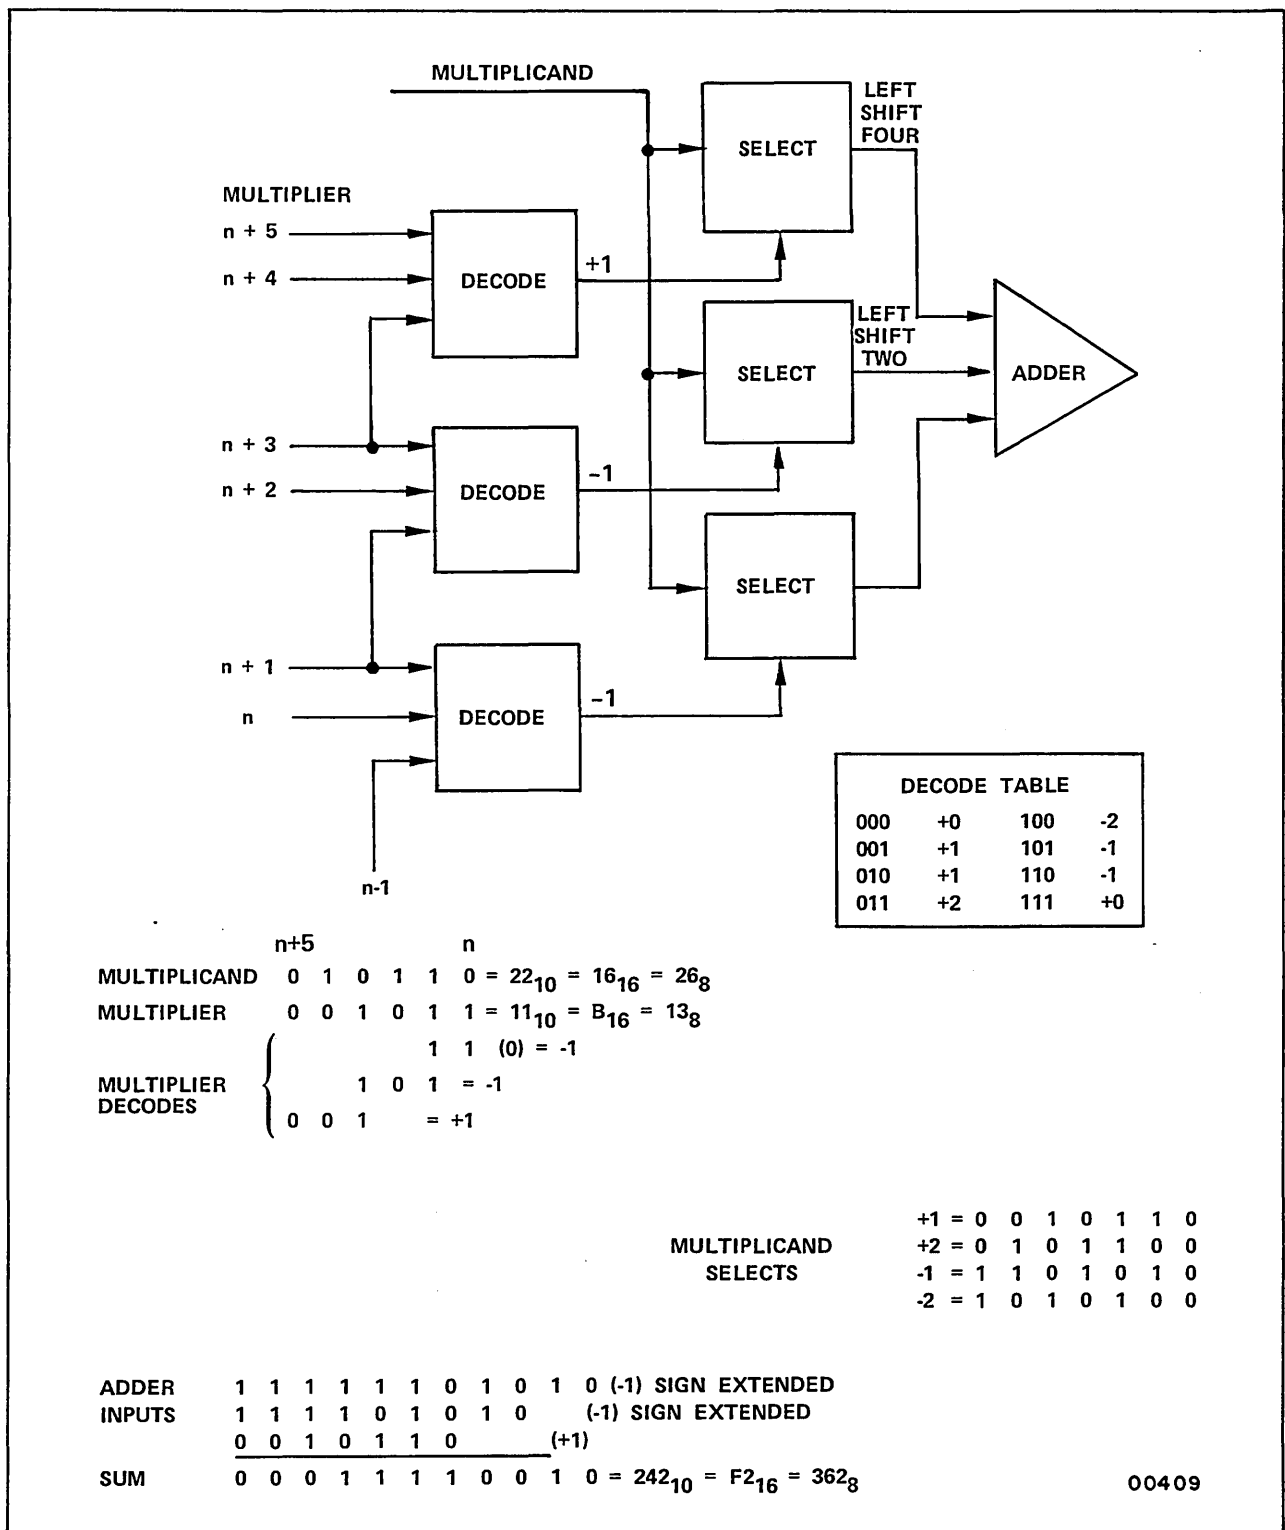 MULTIPLICAND
LEFT
SHIFT
FOUR
SELECT
MULTIPLIER
n + 5
n + 4
DECODE
+1
LEFT
SHIFT
TWO
SELECT
ADDER
n + 3
n + 2
DECODE
-1
SELECT
n + 1
n
DECODE
-1
n-1
DECODE TABLE
000 +0 100 -2
001 +1 101 -1
010 +1 110 -1
011 +2 111 +0
n+5 n
MULTIPLICAND 0 1 0 1 1 0 = 22₁₀ = 16₁₆ = 26₈
MULTIPLIER 0 0 1 0 1 1 = 11₁₀ = B₁₆ = 13₈
MULTIPLIER
DECODES
1 1 (0) = -1
1 0 1 = -1
0 0 1 = +1
MULTIPLICAND
SELECTS
+1 = 0 0 1 0 1 1 0
+2 = 0 1 0 1 1 0 0
-1 = 1 1 0 1 0 1 0
-2 = 1 0 1 0 1 0 0
ADDER 1 1 1 1 1 1 0 1 0 1 0 (-1) SIGN EXTENDED
INPUTS 1 1 1 1 0 1 0 1 0 (-1) SIGN EXTENDED
0 0 1 0 1 1 0 (+1)
SUM 0 0 0 1 1 1 1 0 0 1 0 = 242₁₀ = F2₁₆ = 362₈
00409